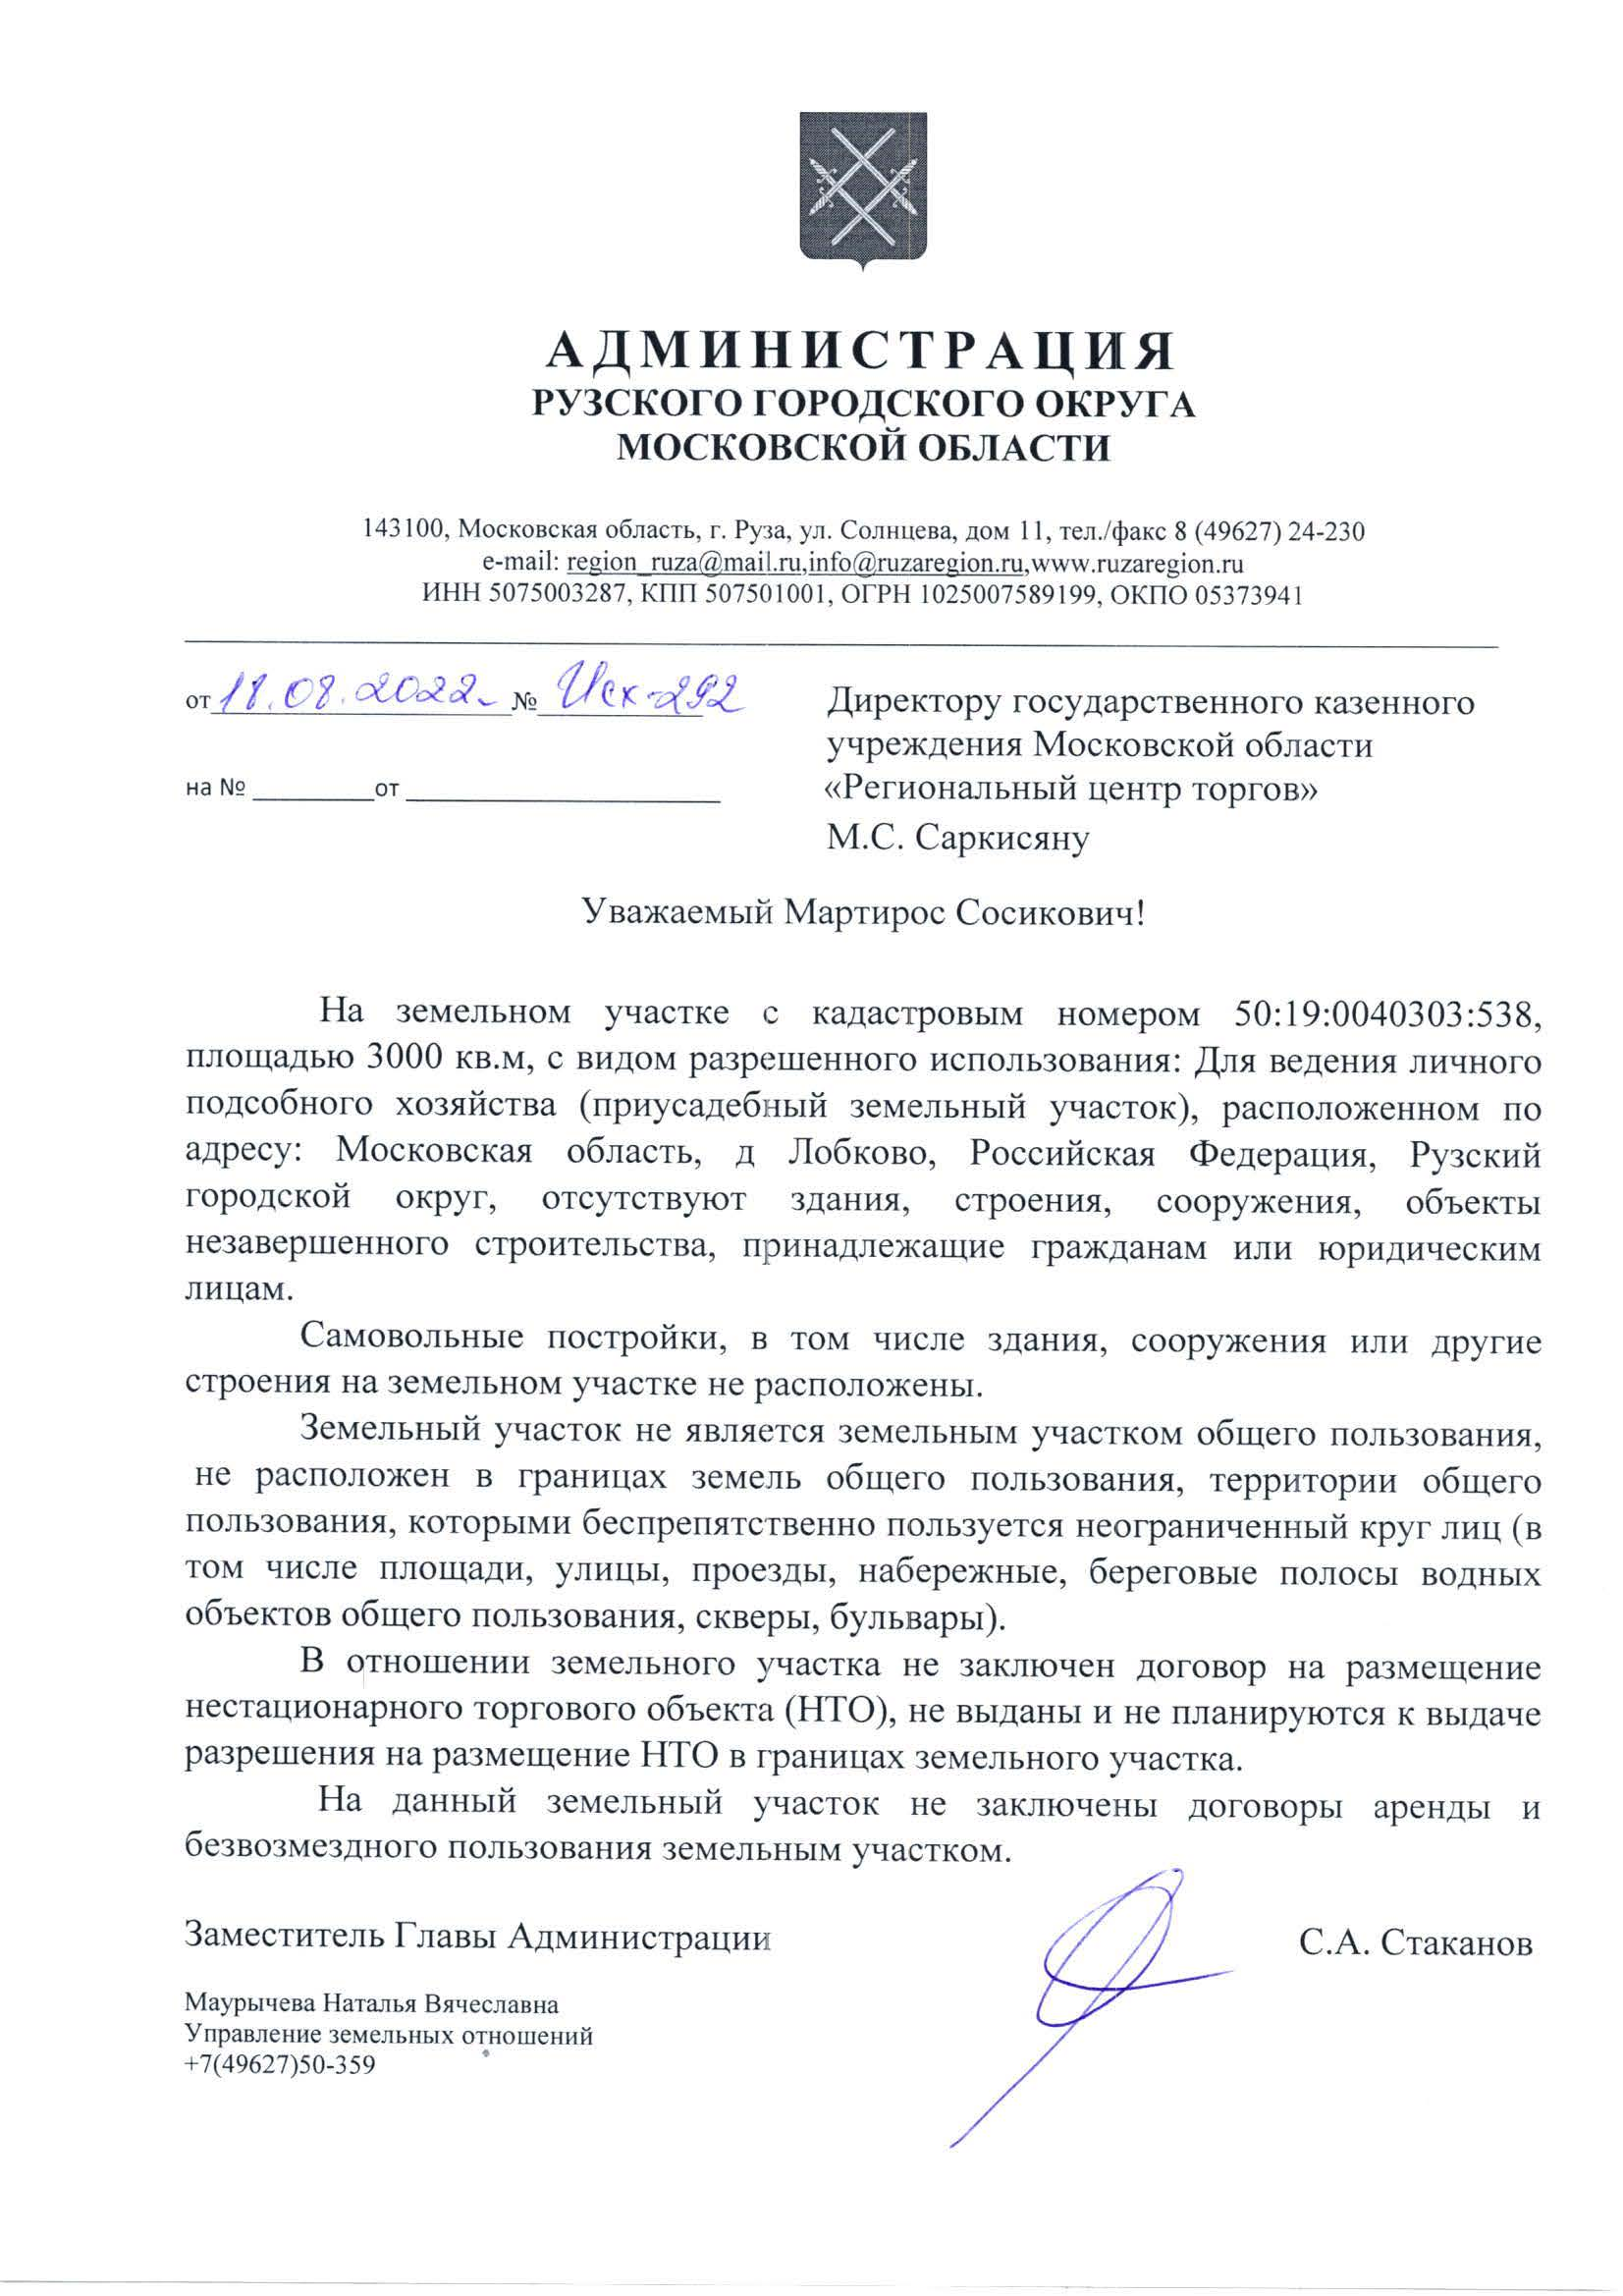 АДМИНИСТРАЦИЯ
РУЗСКОГО ГОРОДСКОГО ОКРУГА
МОСКОВСКОЙ ОБЛАСТИ
143100, Московская область, г. Руза, ул. Солнцева, дом 11, тел./факс 8 (49627) 24-230
e-mail: region_ruza@mail.ru,info@ruzaregion.ru,www.ruzaregion.ru
ИНН 5075003287, КПП 507501001, ОГРН 1025007589199, ОКПО 05373941
от 18.08.2022 № Исх-292
на № __________от ____________________
Директору государственного казенного
учреждения Московской области
«Региональный центр торгов»
М.С. Саркисяну
Уважаемый Мартирос Сосикович!
На земельном участке с кадастровым номером 50:19:0040303:538,
площадью 3000 кв.м, с видом разрешенного использования: Для ведения личного
подсобного хозяйства (приусадебный земельный участок), расположенном по
адресу: Московская область, д Лобково, Российская Федерация, Рузский
городской округ, отсутствуют здания, строения, сооружения, объекты
незавершенного строительства, принадлежащие гражданам или юридическим
лицам.
Самовольные постройки, в том числе здания, сооружения или другие
строения на земельном участке не расположены.
Земельный участок не является земельным участком общего пользования,
не расположен в границах земель общего пользования, территории общего
пользования, которыми беспрепятственно пользуется неограниченный круг лиц (в
том числе площади, улицы, проезды, набережные, береговые полосы водных
объектов общего пользования, скверы, бульвары).
В отношении земельного участка не заключен договор на размещение
нестационарного торгового объекта (НТО), не выданы и не планируются к выдаче
разрешения на размещение НТО в границах земельного участка.
На данный земельный участок не заключены договоры аренды и
безвозмездного пользования земельным участком.
Заместитель Главы Администрации
С.А. Стаканов
Маурычева Наталья Вячеславна
Управление земельных отношений
+7(49627)50-359